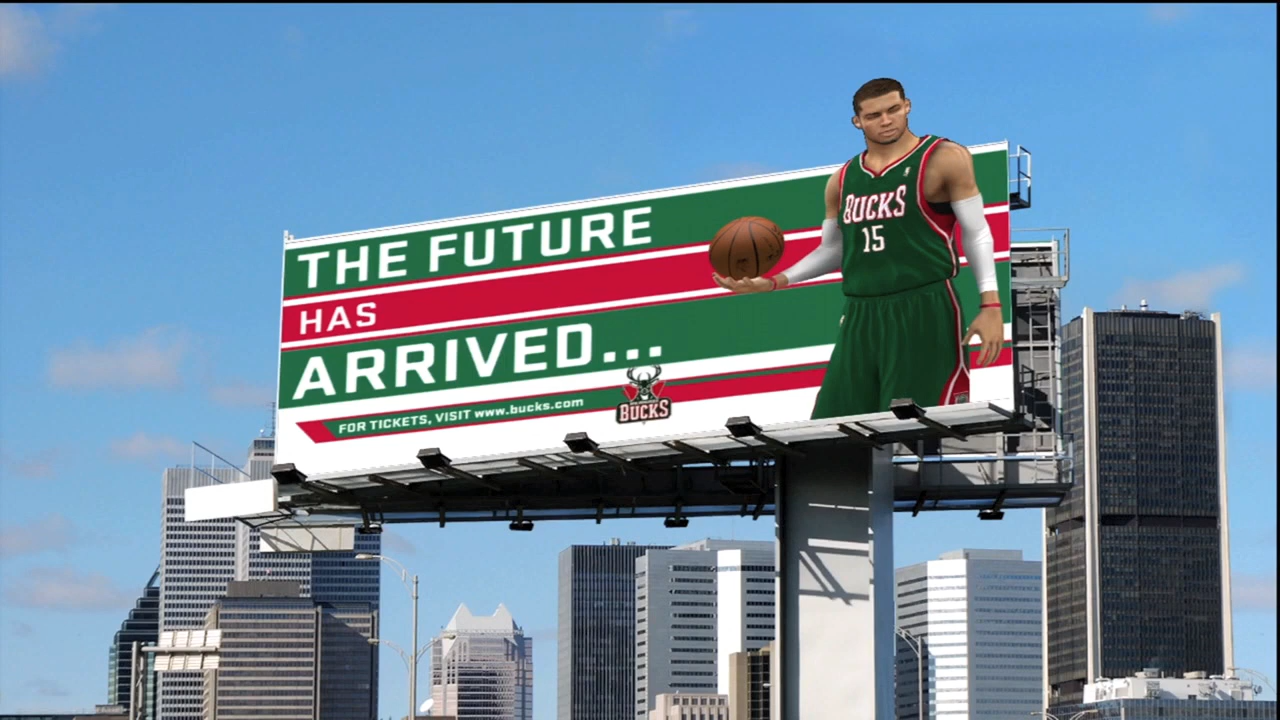 THE FUTURE
HAS
ARRIVED...
FOR TICKETS, VISIT www.bucks.com
BUCKS
BUCKS
15